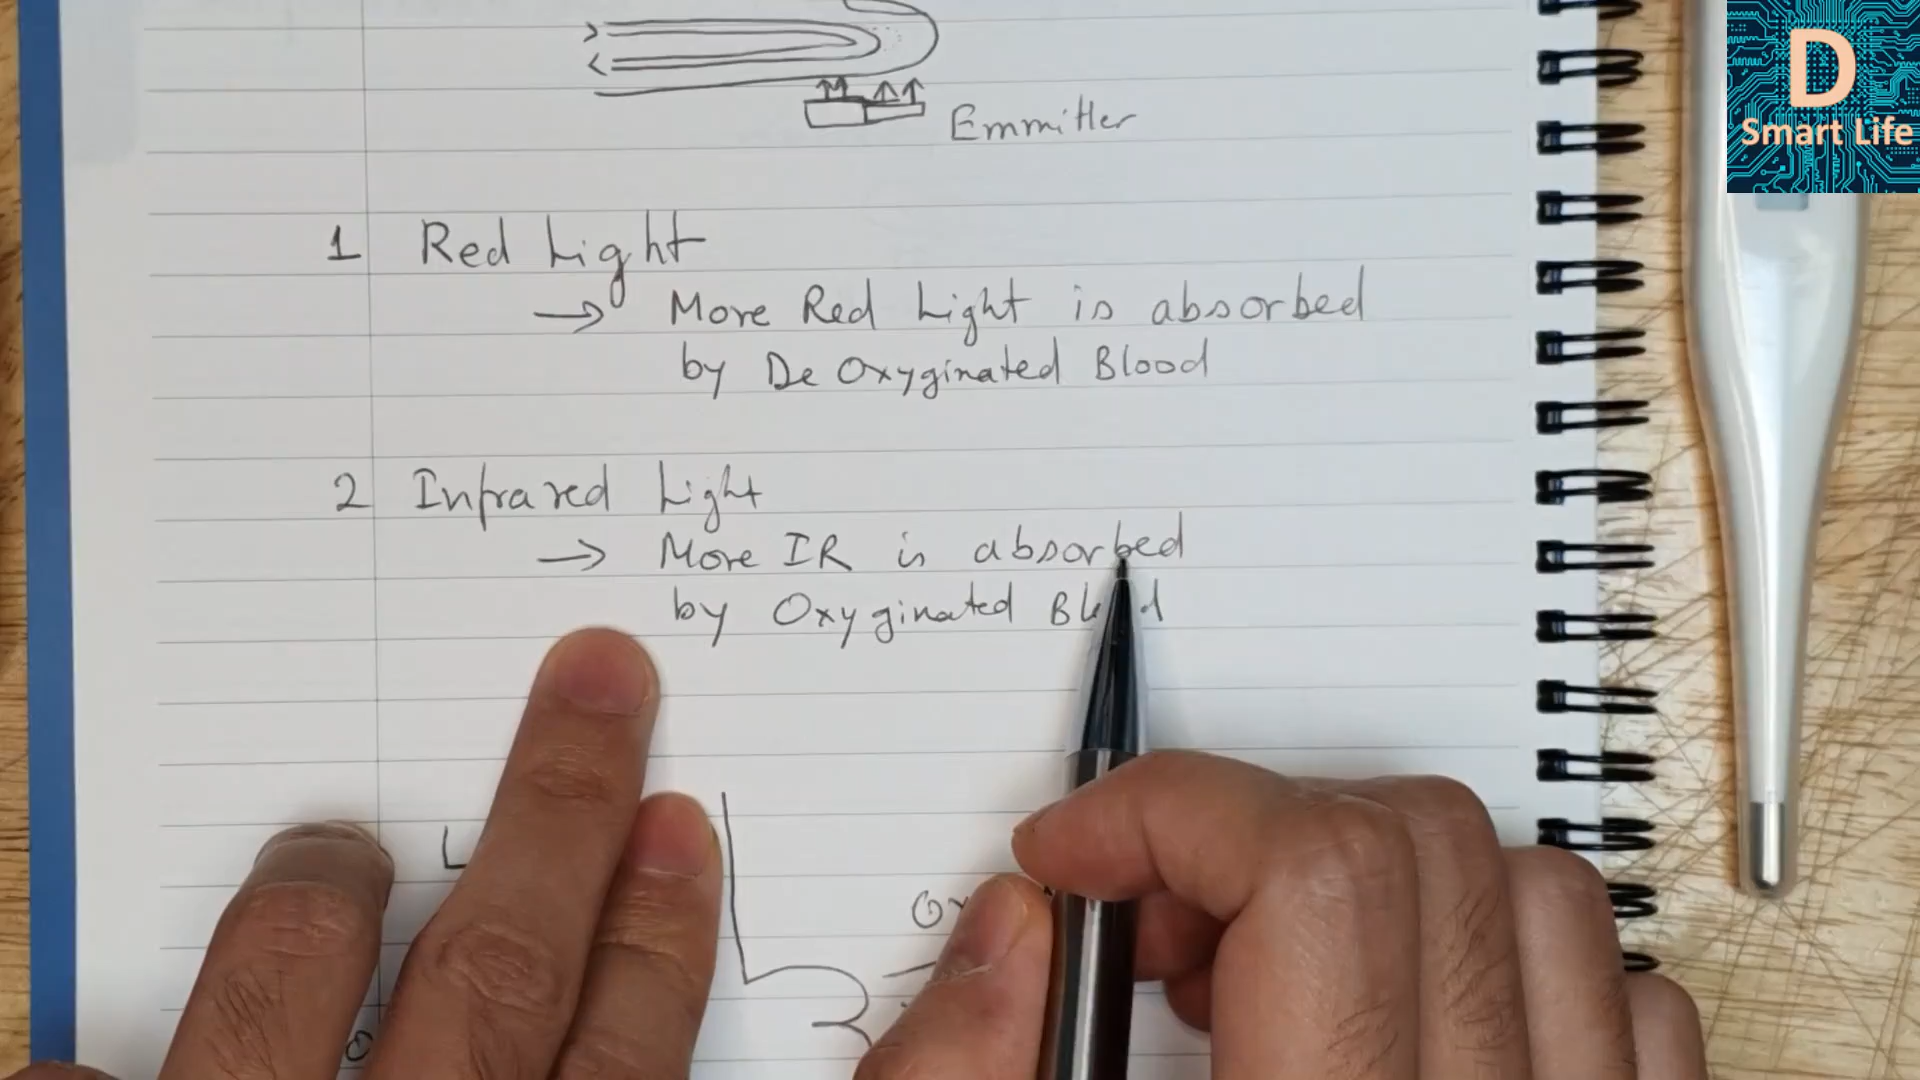 D
Smart Life
Emmitter
1 Red Light
→ More Red Light is absorbed
by De Oxyginated Blood
2 Infrared Light
→ More IR is absorbed
by Oxyginated Blood